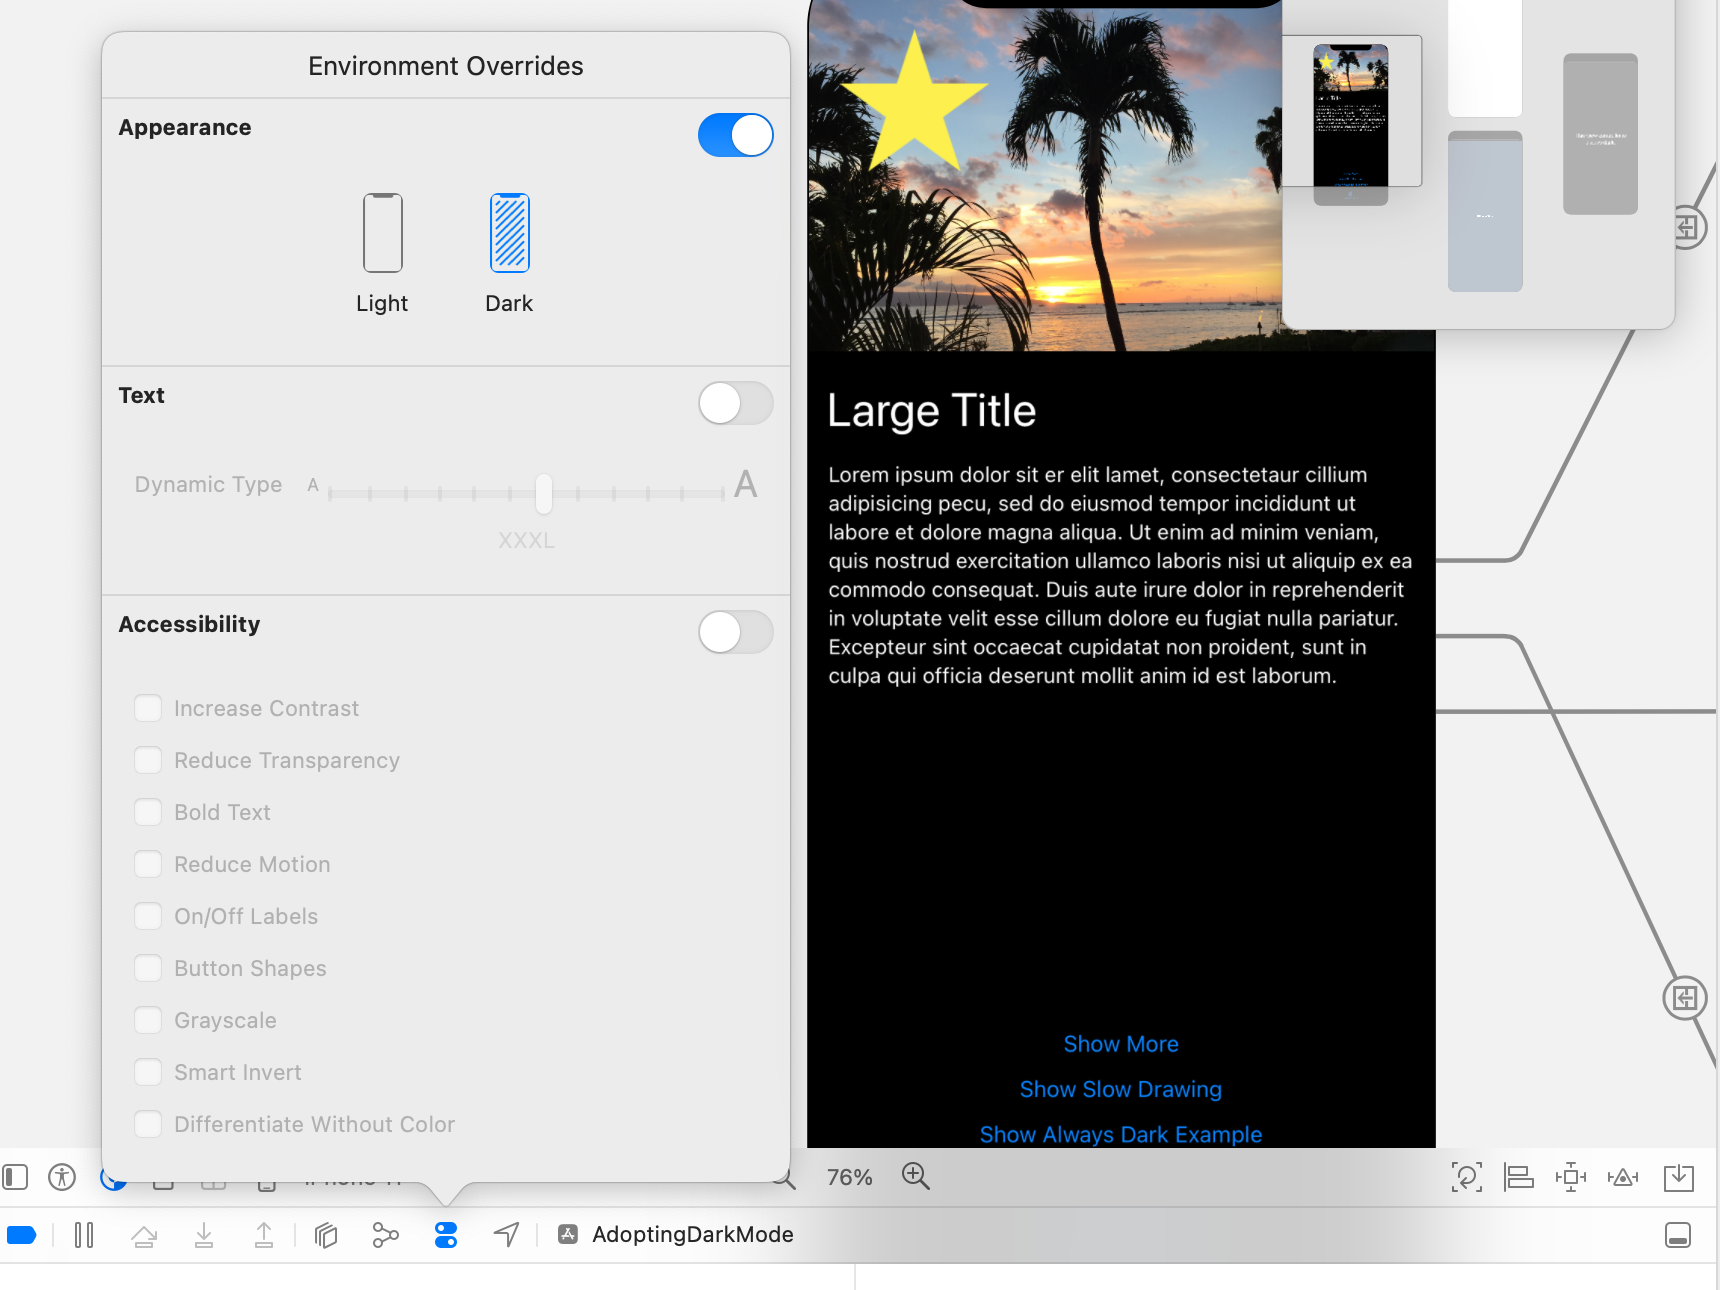 Environment Overrides
Appearance
Light
Dark
Text
Dynamic Type
A
A
XXXL
Accessibility
Increase Contrast
Reduce Transparency
Bold Text
Reduce Motion
On/Off Labels
Button Shapes
Grayscale
Smart Invert
Differentiate Without Color
Large Title
Lorem ipsum dolor sit er elit lamet, consectetaur cillium
adipisicing pecu, sed do eiusmod tempor incididunt ut
labore et dolore magna aliqua. Ut enim ad minim veniam,
quis nostrud exercitation ullamco laboris nisi ut aliquip ex ea
commodo consequat. Duis aute irure dolor in reprehenderit
in voluptate velit esse cillum dolore eu fugiat nulla pariatur.
Excepteur sint occaecat cupidatat non proident, sunt in
culpa qui officia deserunt mollit anim id est laborum.
Show More
Show Slow Drawing
Show Always Dark Example
76%
AdoptingDarkMode